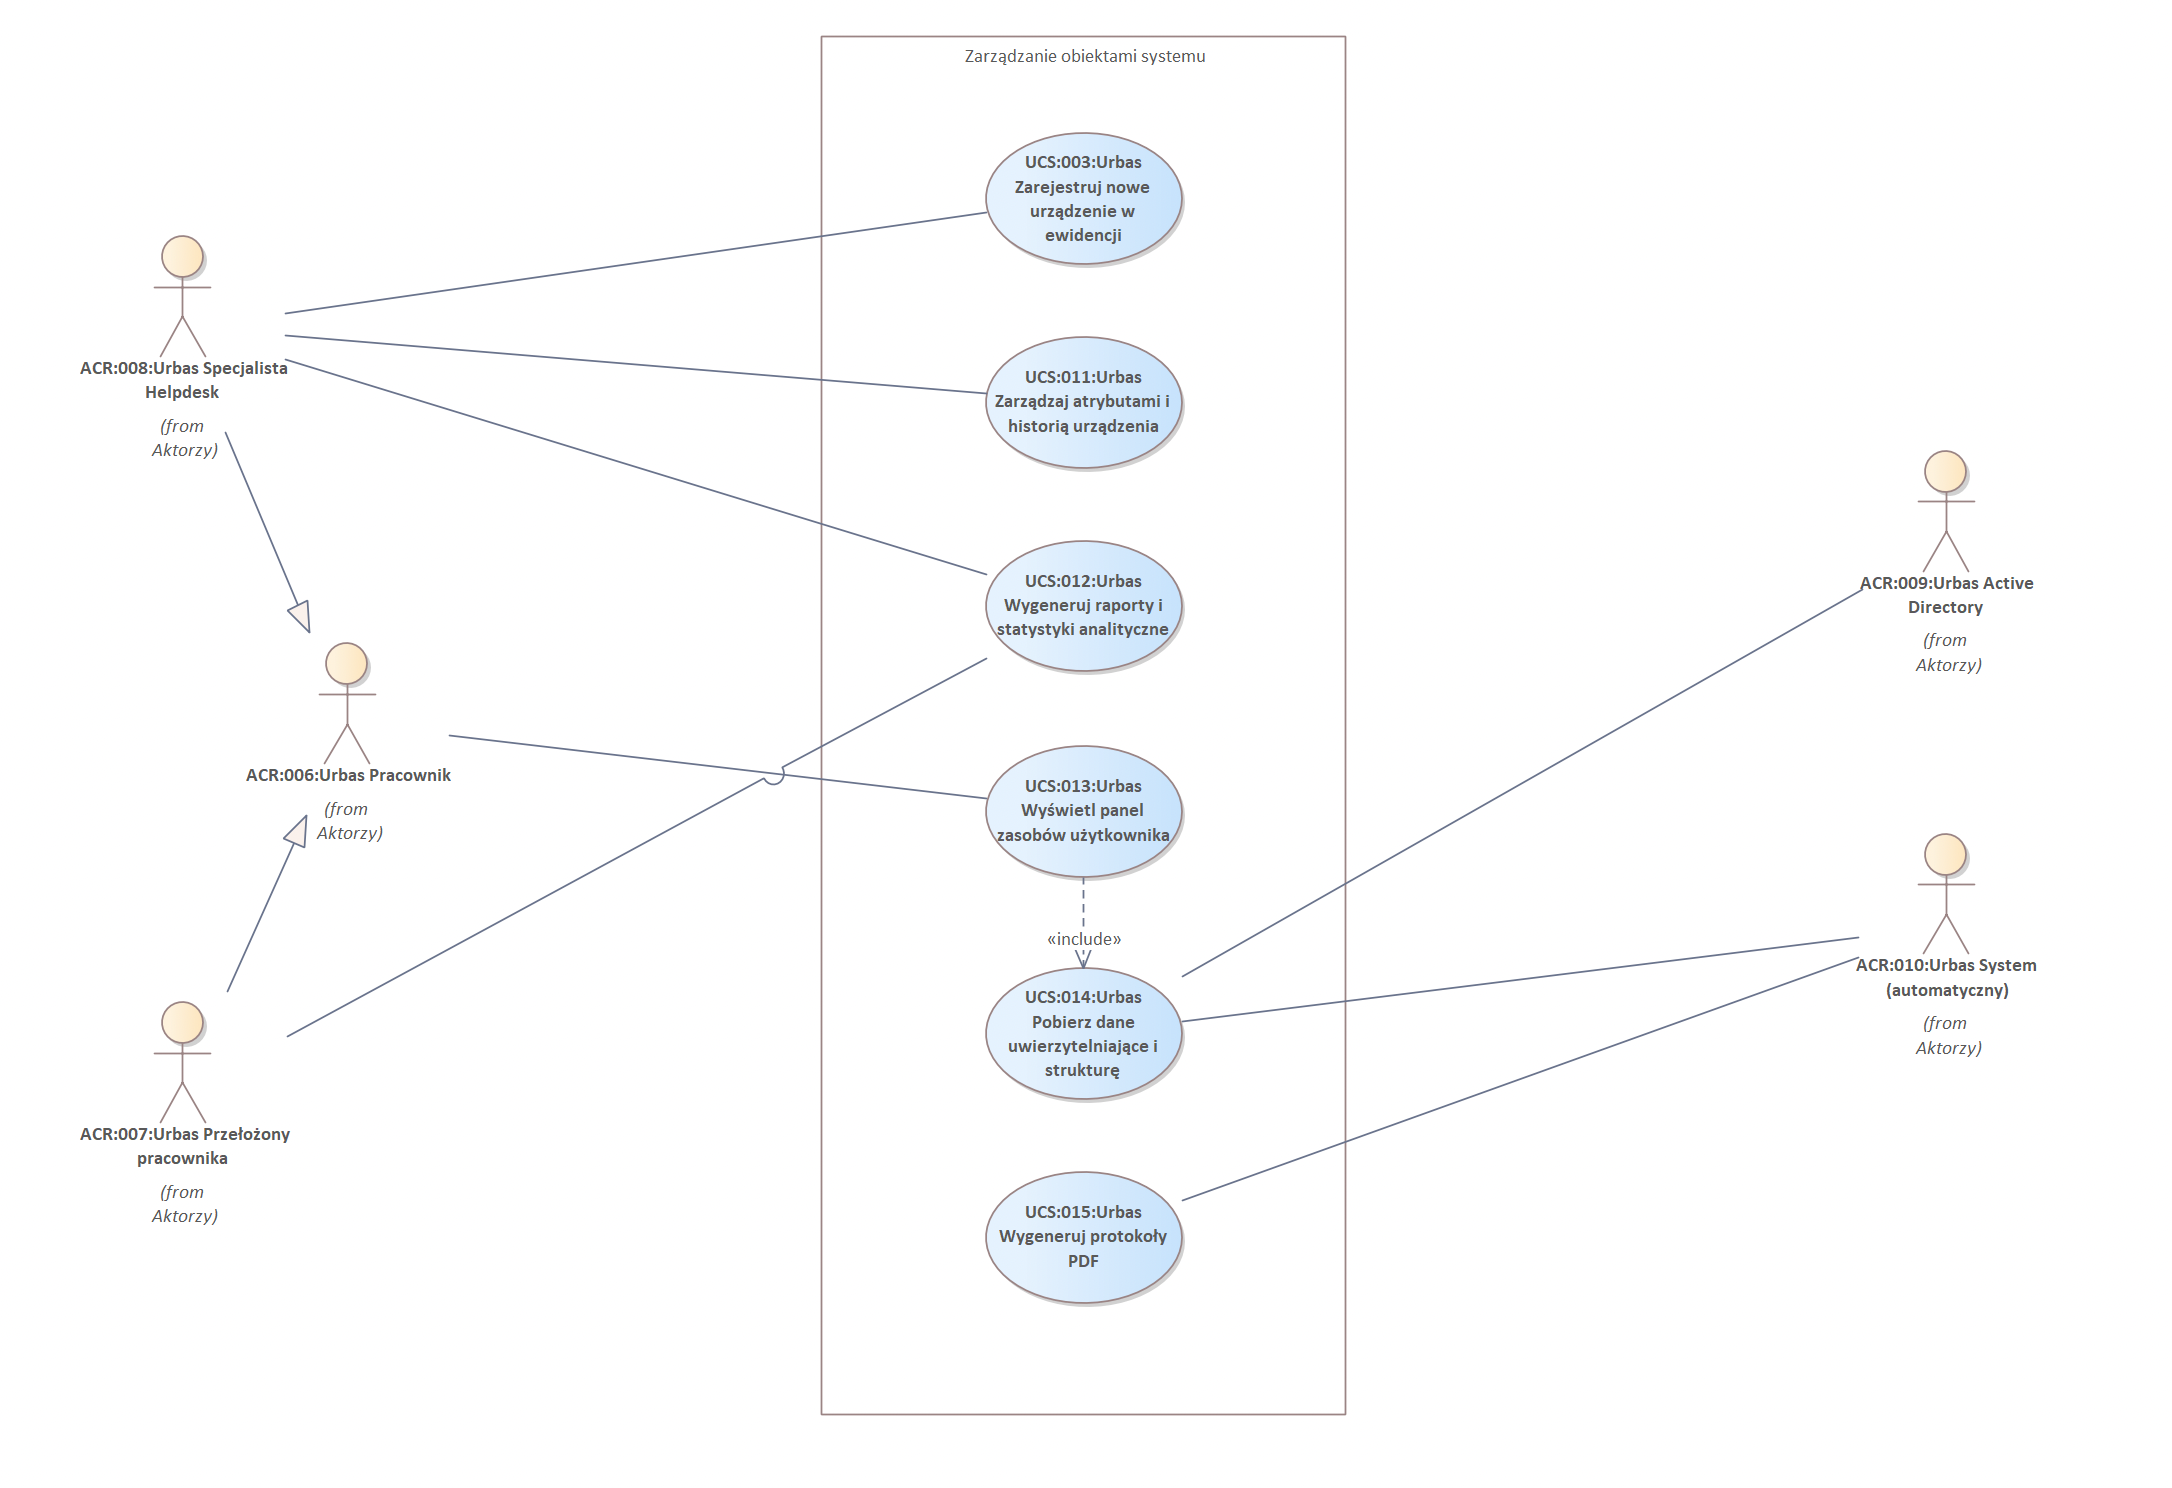 Zarządzanie obiektami systemu
UCS:003:Urbas
Zarejestruj nowe
urządzenie w
ewidencji
ACR:008:Urbas Specjalista
Helpdesk
(from
Aktorzy)
UCS:011:Urbas
Zarządzaj atrybutami i
historią urządzenia
UCS:012:Urbas
Wygeneruj raporty i
statystyki analityczne
ACR:009:Urbas Active
Directory
(from
Aktorzy)
ACR:006:Urbas Pracownik
(from
Aktorzy)
UCS:013:Urbas
Wyświetl panel
zasobów użytkownika
«include»
UCS:014:Urbas
Pobierz dane
uwierzytelniające i
strukturę
ACR:010:Urbas System
(automatyczny)
(from
Aktorzy)
ACR:007:Urbas Przełożony
pracownika
(from
Aktorzy)
UCS:015:Urbas
Wygeneruj protokoły
PDF